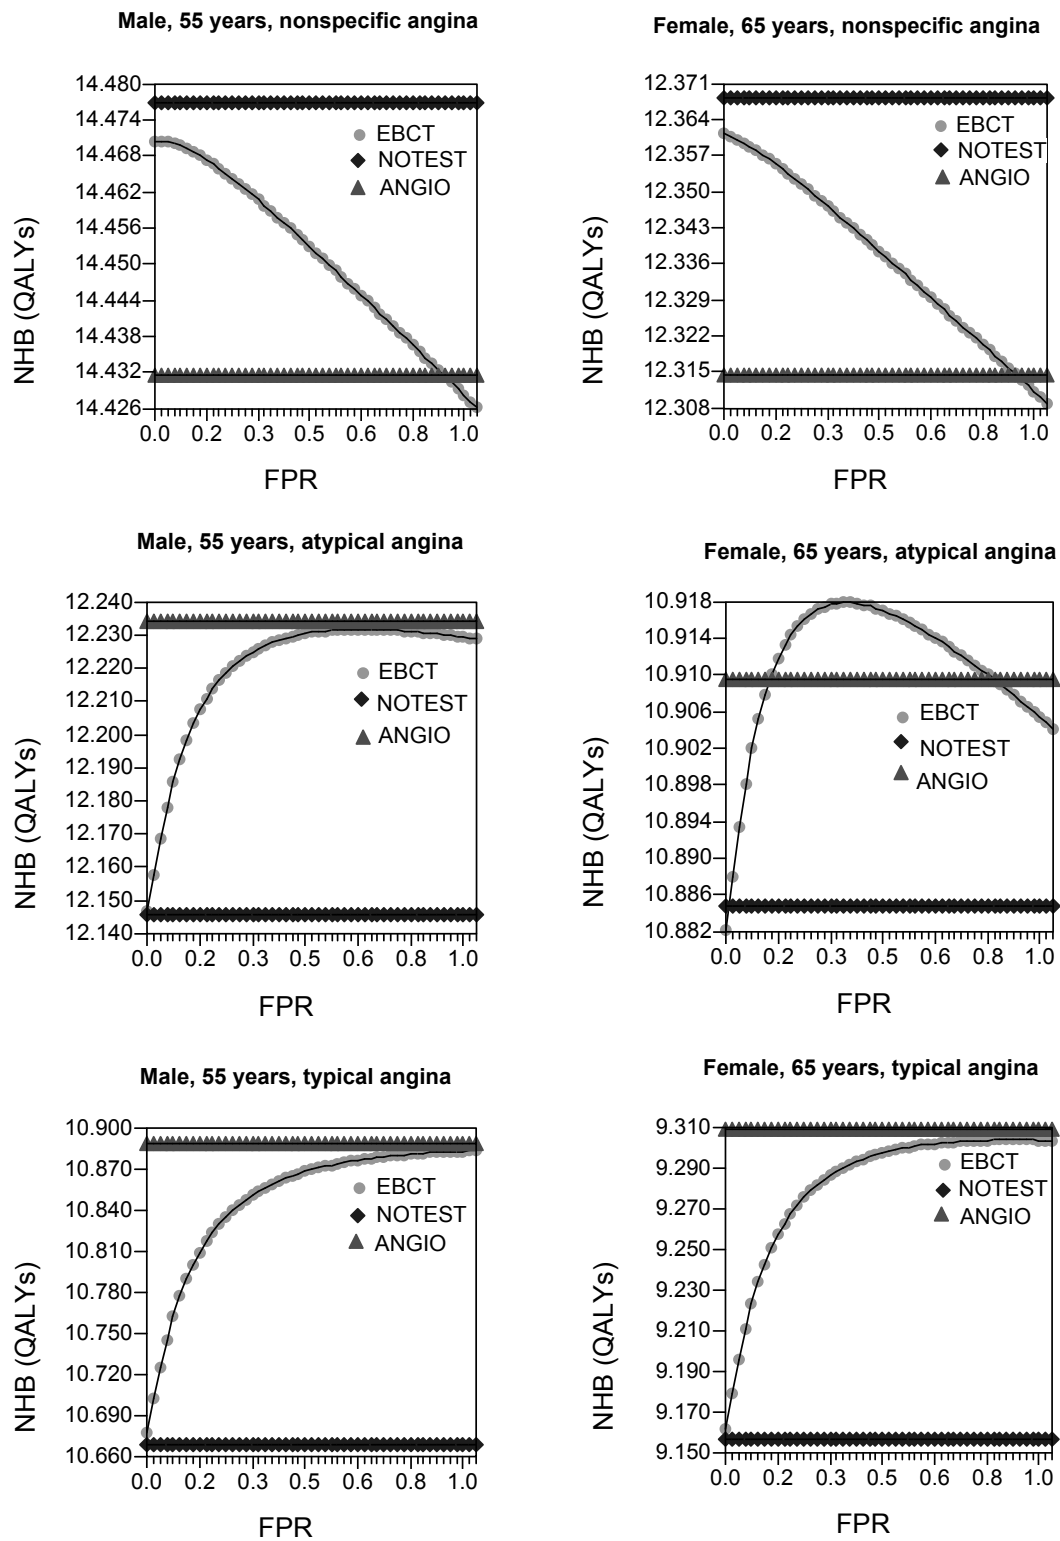 Male, 55 years, nonspecific angina
14.480
14.474
14.468
14.462
14.456
14.450
14.444
14.438
14.432
14.426
NHB (QALYs)
EBCT
NOTEST
ANGIO
0.0 0.2 0.3 0.5 0.6 0.8 1.0
FPR
Female, 65 years, nonspecific angina
12.371
12.364
12.357
12.350
12.343
12.336
12.329
12.322
12.315
12.308
NHB (QALYs)
EBCT
NOTEST
ANGIO
0.0 0.2 0.3 0.5 0.6 0.8 1.0
FPR
Male, 55 years, atypical angina
12.240
12.230
12.220
12.210
12.200
12.190
12.180
12.170
12.160
12.150
12.140
NHB (QALYs)
EBCT
NOTEST
ANGIO
0.0 0.2 0.3 0.5 0.6 0.8 1.0
FPR
Female, 65 years, atypical angina
10.918
10.914
10.910
10.906
10.902
10.898
10.894
10.890
10.886
10.882
NHB (QALYs)
EBCT
NOTEST
ANGIO
0.0 0.2 0.3 0.5 0.6 0.8 1.0
FPR
Male, 55 years, typical angina
10.900
10.870
10.840
10.810
10.780
10.750
10.720
10.690
10.660
NHB (QALYs)
EBCT
NOTEST
ANGIO
0.0 0.2 0.3 0.5 0.6 0.8 1.0
FPR
Female, 65 years, typical angina
9.310
9.290
9.270
9.250
9.230
9.210
9.190
9.170
9.150
NHB (QALYs)
EBCT
NOTEST
ANGIO
0.0 0.2 0.3 0.5 0.6 0.8 1.0
FPR